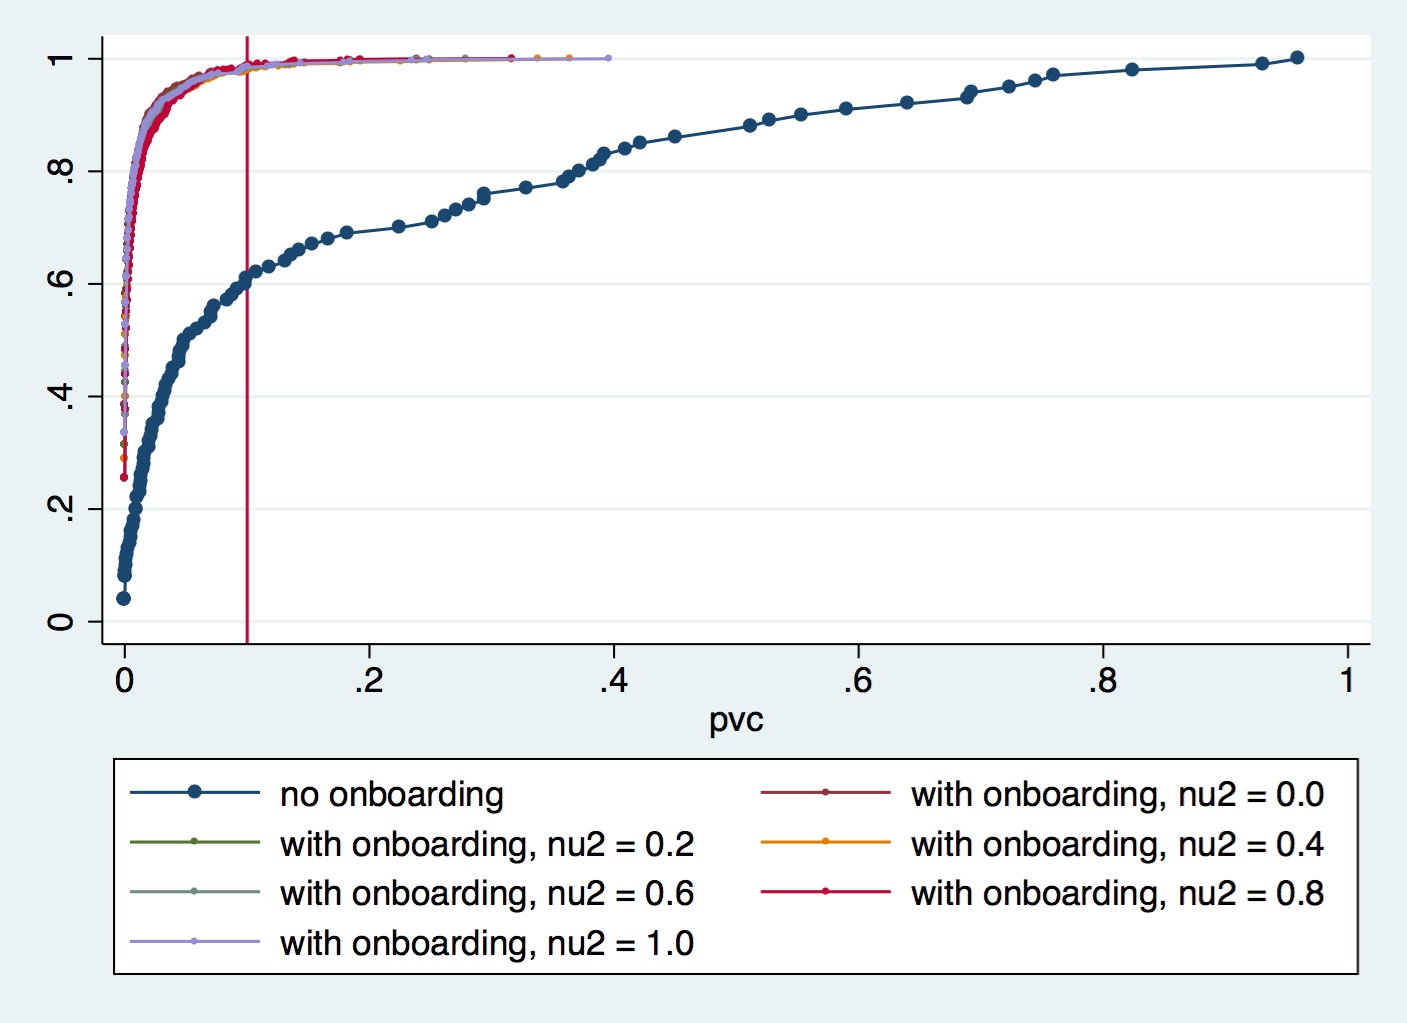 1
.8
.6
.4
.2
0
0 .2 .4 .6 .8 1
pvc
no onboarding with onboarding, nu2 = 0.0
with onboarding, nu2 = 0.2 with onboarding, nu2 = 0.4
with onboarding, nu2 = 0.6 with onboarding, nu2 = 0.8
with onboarding, nu2 = 1.0